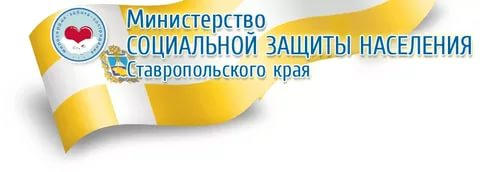 Министерство
СОЦИАЛЬНОЙ ЗАЩИТЫ НАСЕЛЕНИЯ
Ставропольского края